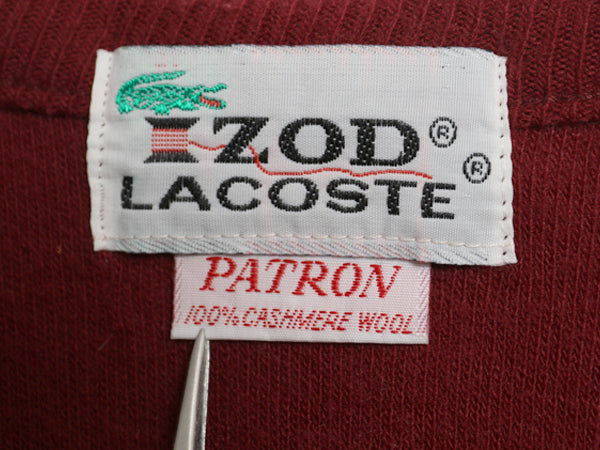 IZOD®
LACOSTE®
PATRON
100% CASHMERE WOOL